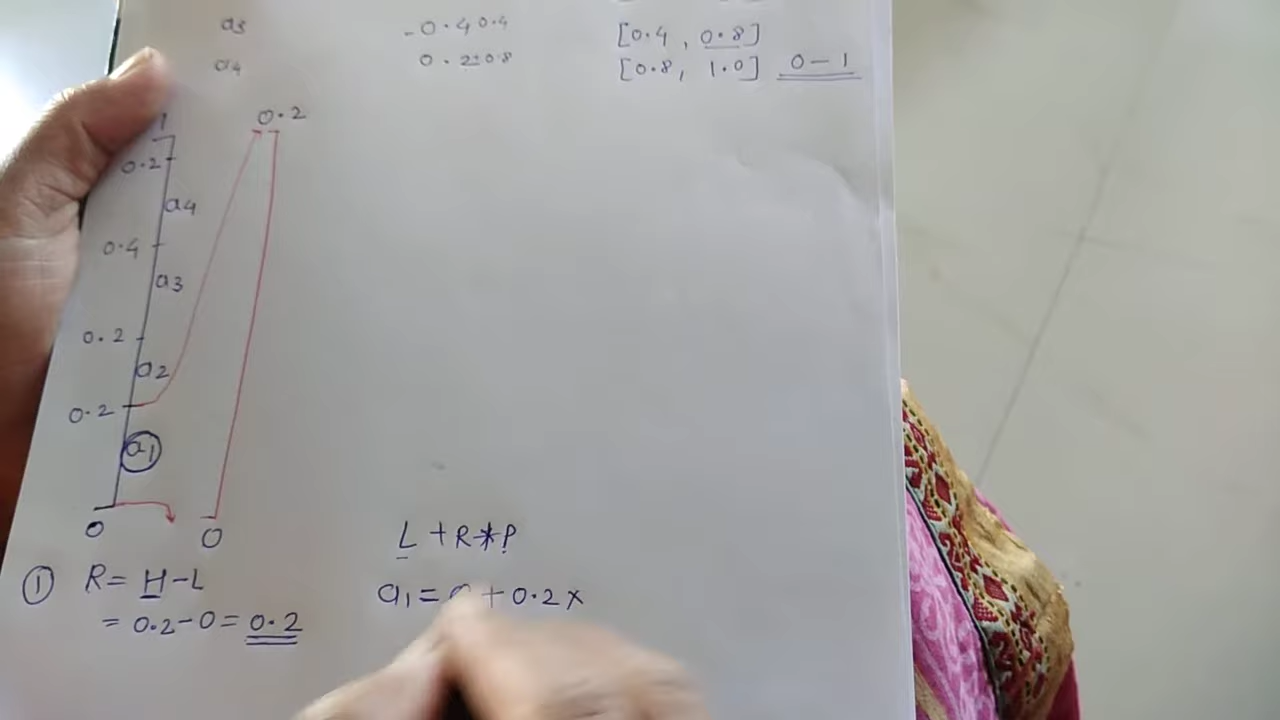 a3 - 0.4 0.4 [0.4 , 0.8]
a4 0.2 0.8 [0.8, 1.0] 0-1
1 0.2
0.2
a4
0.4
a3
0.2
a2
0.2
a1
0 0
L + R * P
① R = H-L
a1 = 0 + 0.2 x
= 0.2-0 = 0.2